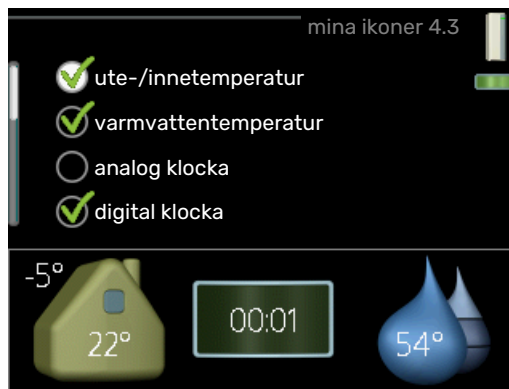 mina ikoner 4.3
ute-/innetemperatur
varmvattentemperatur
analog klocka
digital klocka
-5°
22°
00:01
54°